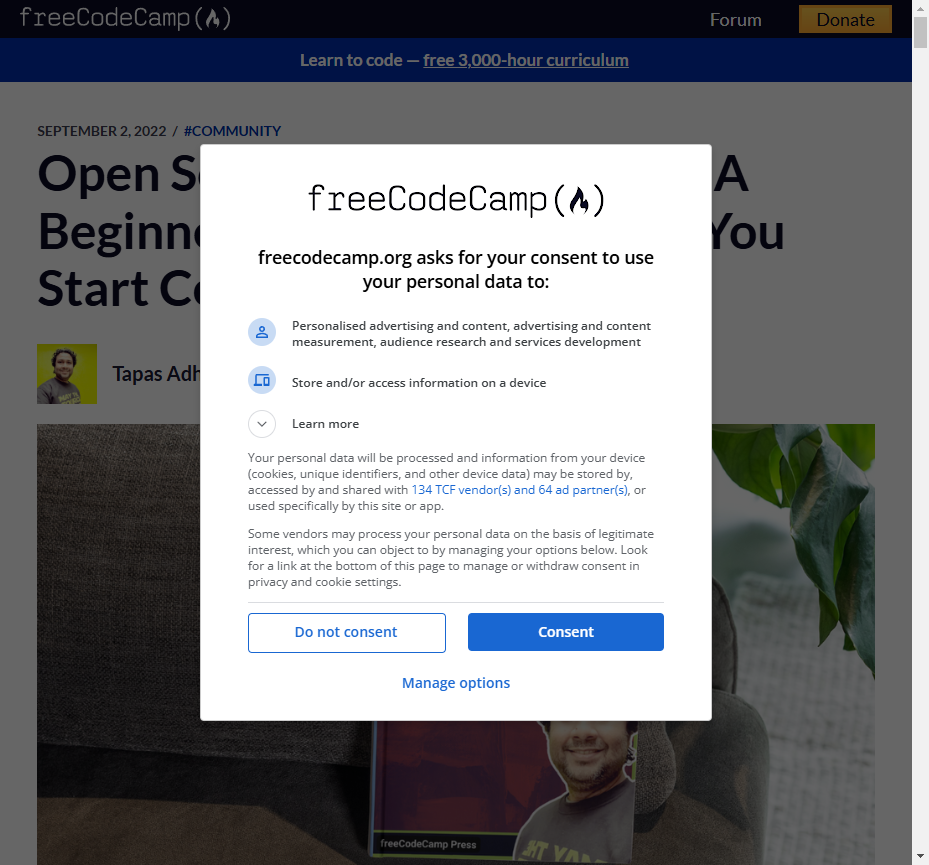 freeCodeCamp(🔥)
Forum
Donate
Learn to code — free 3,000-hour curriculum
SEPTEMBER 2, 2022 / #COMMUNITY
Open S
A
Beginn
You
Start C
Tapas Adh
freeCodeCamp(🔥)
freecodecamp.org asks for your consent to use
your personal data to:
Personalised advertising and content, advertising and content
measurement, audience research and services development
Store and/or access information on a device
Learn more
Your personal data will be processed and information from your device
(cookies, unique identifiers, and other device data) may be stored by,
accessed by and shared with 134 TCF vendor(s) and 64 ad partner(s), or
used specifically by this site or app.
Some vendors may process your personal data on the basis of legitimate
interest, which you can object to by managing your options below. Look
for a link at the bottom of this page to manage or withdraw consent in
privacy and cookie settings.
Do not consent
Consent
Manage options
freeCodeCamp Press